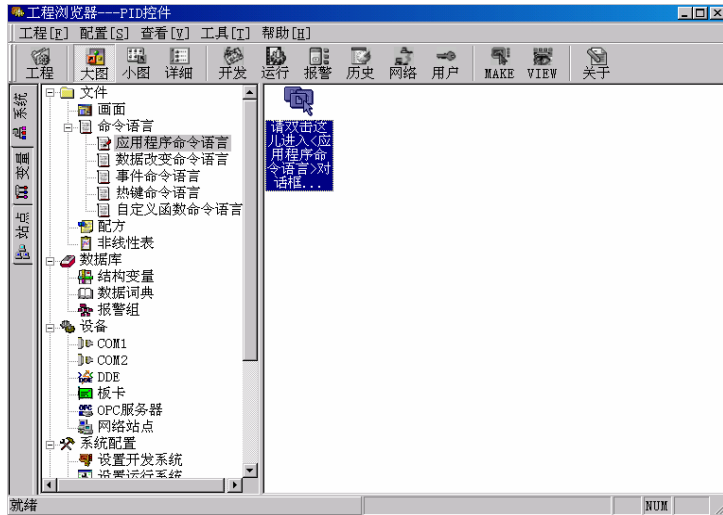 工程浏览器---PID控件
工程[F] 配置[S] 查看[V] 工具[T] 帮助[H]
工程 大图 小图 详细 开发 运行 报警 历史 网络 用户 MAKE VIEW 关于
系统
变量
站点
文件
画面
命令语言
应用程序命令语言
数据改变命令语言
事件命令语言
热键命令语言
自定义函数命令语言
配方
非线性表
数据库
结构变量
数据词典
报警组
设备
COM1
COM2
DDE
板卡
OPC服务器
网络站点
系统配置
设置开发系统
设置运行系统
请双击这
儿进入<应
用程序命
令语言>对
话框...
就绪
NUM